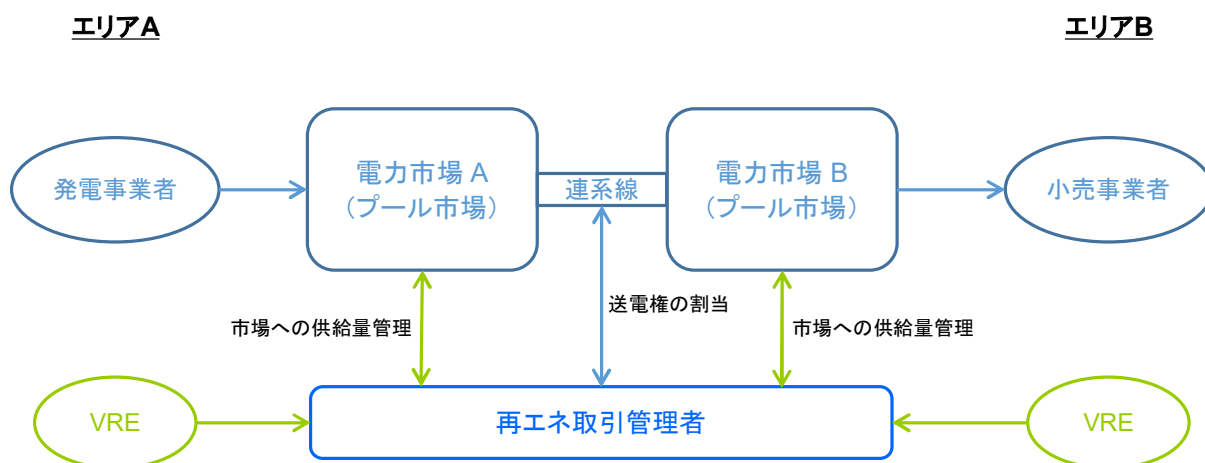 エリアA
エリアB
発電事業者
電力市場 A
（プール市場）
連系線
電力市場 B
（プール市場）
小売事業者
市場への供給量管理
送電権の割当
市場への供給量管理
VRE
再エネ取引管理者
VRE